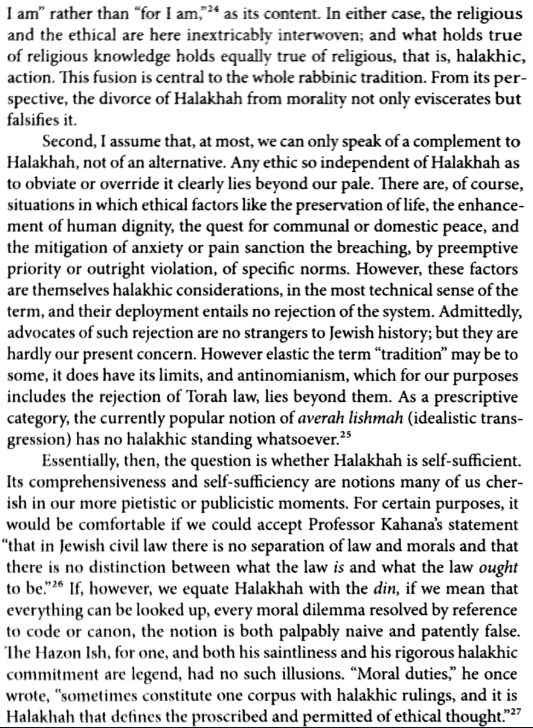 I am” rather than “for I am,”24 as its content. In either case, the religious
and the ethical are here inextricably interwoven; and what holds true
of religious knowledge holds equally true of religious, that is, halakhic,
action. This fusion is central to the whole rabbinic tradition. From its per-
spective, the divorce of Halakhah from morality not only eviscerates but
falsifies it.
Second, I assume that, at most, we can only speak of a complement to
Halakhah, not of an alternative. Any ethic so independent of Halakhah as
to obviate or override it clearly lies beyond our pale. There are, of course,
situations in which ethical factors like the preservation of life, the enhance-
ment of human dignity, the quest for communal or domestic peace, and
the mitigation of anxiety or pain sanction the breaching, by preemptive
priority or outright violation, of specific norms. However, these factors
are themselves halakhic considerations, in the most technical sense of the
term, and their deployment entails no rejection of the system. Admittedly,
advocates of such rejection are no strangers to Jewish history; but they are
hardly our present concern. However elastic the term “tradition” may be to
some, it does have its limits, and antinomianism, which for our purposes
includes the rejection of Torah law, lies beyond them. As a prescriptive
category, the currently popular notion of averah lishmah (idealistic trans-
gression) has no halakhic standing whatsoever.25
Essentially, then, the question is whether Halakhah is self-sufficient.
Its comprehensiveness and self-sufficiency are notions many of us cher-
ish in our more pietistic or publicistic moments. For certain purposes, it
would be comfortable if we could accept Professor Kahana’s statement
“that in Jewish civil law there is no separation of law and morals and that
there is no distinction between what the law is and what the law ought
to be.”26 If, however, we equate Halakhah with the din, if we mean that
everything can be looked up, every moral dilemma resolved by reference
to code or canon, the notion is both palpably naive and patently false.
The Hazon Ish, for one, and both his saintliness and his rigorous halakhic
commitment are legend, had no such illusions. “Moral duties,” he once
wrote, “sometimes constitute one corpus with halakhic rulings, and it is
Halakhah that defines the proscribed and permitted of ethical thought.”27